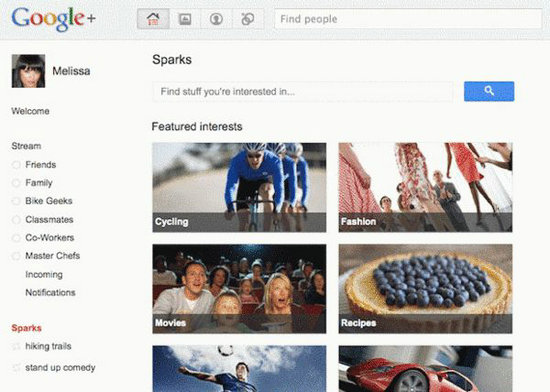 Google+
Find people
Melissa
Welcome
Stream
Friends
Family
Bike Geeks
Classmates
Co-Workers
Master Chefs
Incoming
Notifications
Sparks
hiking trails
stand up comedy
Sparks
Find stuff you're interested in...
Featured interests
Cycling
Fashion
Movies
Recipes